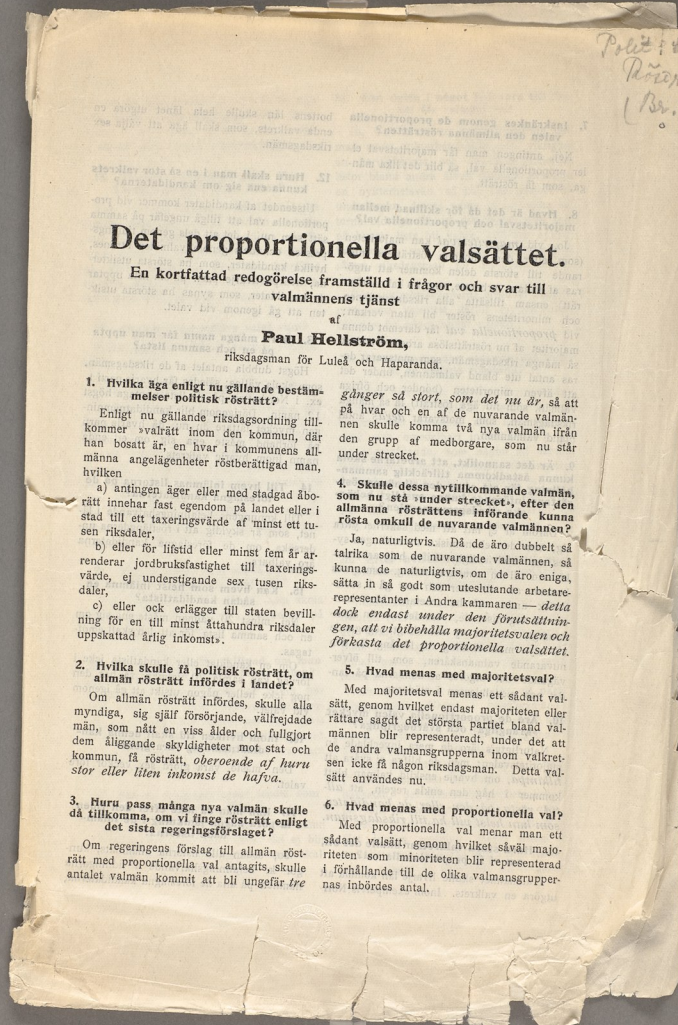 Polit:
Röstr
(Br.
Det proportionella valsättet.
En kortfattad redogörelse framställd i frågor och svar till
valmännens tjänst
af
Paul Hellström,
riksdagsman för Luleå och Haparanda.
1. Hvilka äga enligt nu gällande bestäm-
melser politisk rösträtt?
Enligt nu gällande riksdagsordning till-
kommer »valrätt inom den kommun, där
han bosatt är, en hvar i kommunens all-
männa angelägenheter röstberättigad man,
hvilken
a) antingen äger eller med stadgad åbo-
rätt innehar fast egendom på landet eller i
stad till ett taxeringsvärde af minst ett tu-
sen riksdaler,
b) eller för lifstid eller minst fem år ar-
renderar jordbruksfastighet till taxerings-
värde, ej understigande sex tusen riks-
daler,
c) eller ock erlägger till staten bevill-
ning för en till minst åttahundra riksdaler
uppskattad årlig inkomst».
2. Hvilka skulle få politisk rösträtt, om
allmän rösträtt infördes i landet?
Om allmän rösträtt infördes, skulle alla
myndiga, sig själf försörjande, välfrejdade
män, som nått en viss ålder och fullgjort
dem åliggande skyldigheter mot stat och
kommun, få rösträtt, oberoende af huru
stor eller liten inkomst de hafva.
3. Huru pass många nya valmän skulle
då tillkomma, om vi finge rösträtt enligt
det sista regeringsförslaget?
Om regeringens förslag till allmän röst-
rätt med proportionella val antagits, skulle
antalet valmän kommit att bli ungefär tre
gånger så stort, som det nu är, så att
på hvar och en af de nuvarande valmän-
nen skulle komma två nya valmän ifrån
den grupp af medborgare, som nu står
under strecket.
4. Skulle dessa nytillkommande valmän,
som nu stå »under strecket», efter den
allmänna rösträttens införande kunna
rösta omkull de nuvarande valmännen?
Ja, naturligtvis. Då de äro dubbelt så
talrika som de nuvarande valmännen, så
kunna de naturligtvis, om de äro eniga,
sätta in så godt som uteslutande arbetare-
representanter i Andra kammaren — detta
dock endast under den förutsättnin-
gen, att vi bibehålla majoritetsvalen och
förkasta det proportionella valsättet.
5. Hvad menas med majoritetsval?
Med majoritetsval menas ett sådant val-
sätt, genom hvilket endast majoriteten eller
rättare sagdt det största partiet bland val-
männen blir representeradt, under det att
de andra valmansgrupperna inom valkret-
sen icke få någon riksdagsman. Detta val-
sätt användes nu.
6. Hvad menas med proportionella val?
Med proportionella val menar man ett
sådant valsätt, genom hvilket såväl majo-
riteten som minoriteten blir representerad
i förhållande till de olika valmansgrupper-
nas inbördes antal.